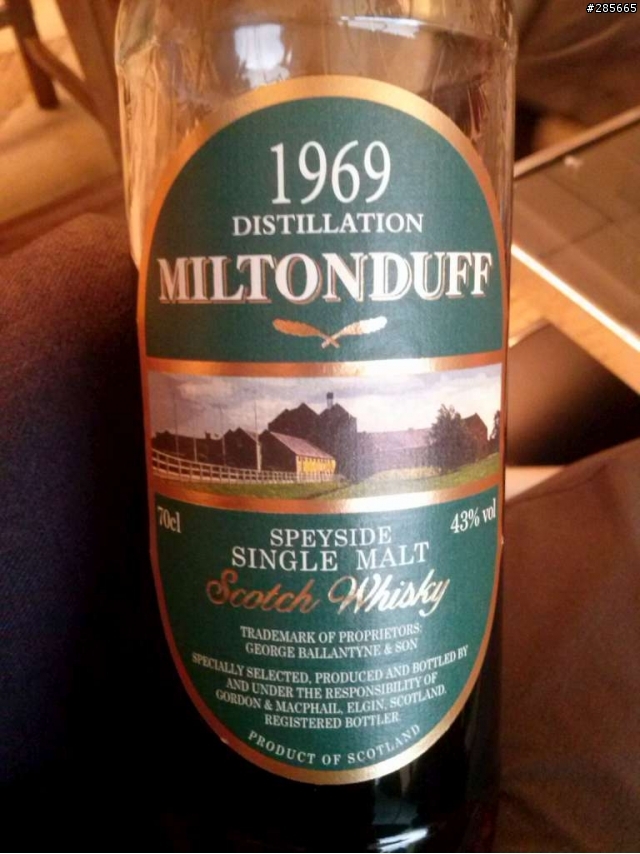 #285665
1969
DISTILLATION
MILTONDUFF
70cl
43% vol
SPEYSIDE
SINGLE MALT
Scotch Whisky
TRADEMARK OF PROPRIETORS:
GEORGE BALLANTYNE & SON
SPECIALLY SELECTED, PRODUCED AND BOTTLED BY
AND UNDER THE RESPONSIBILITY OF
GORDON & MACPHAIL, ELGIN, SCOTLAND.
REGISTERED BOTTLER.
PRODUCT OF SCOTLAND